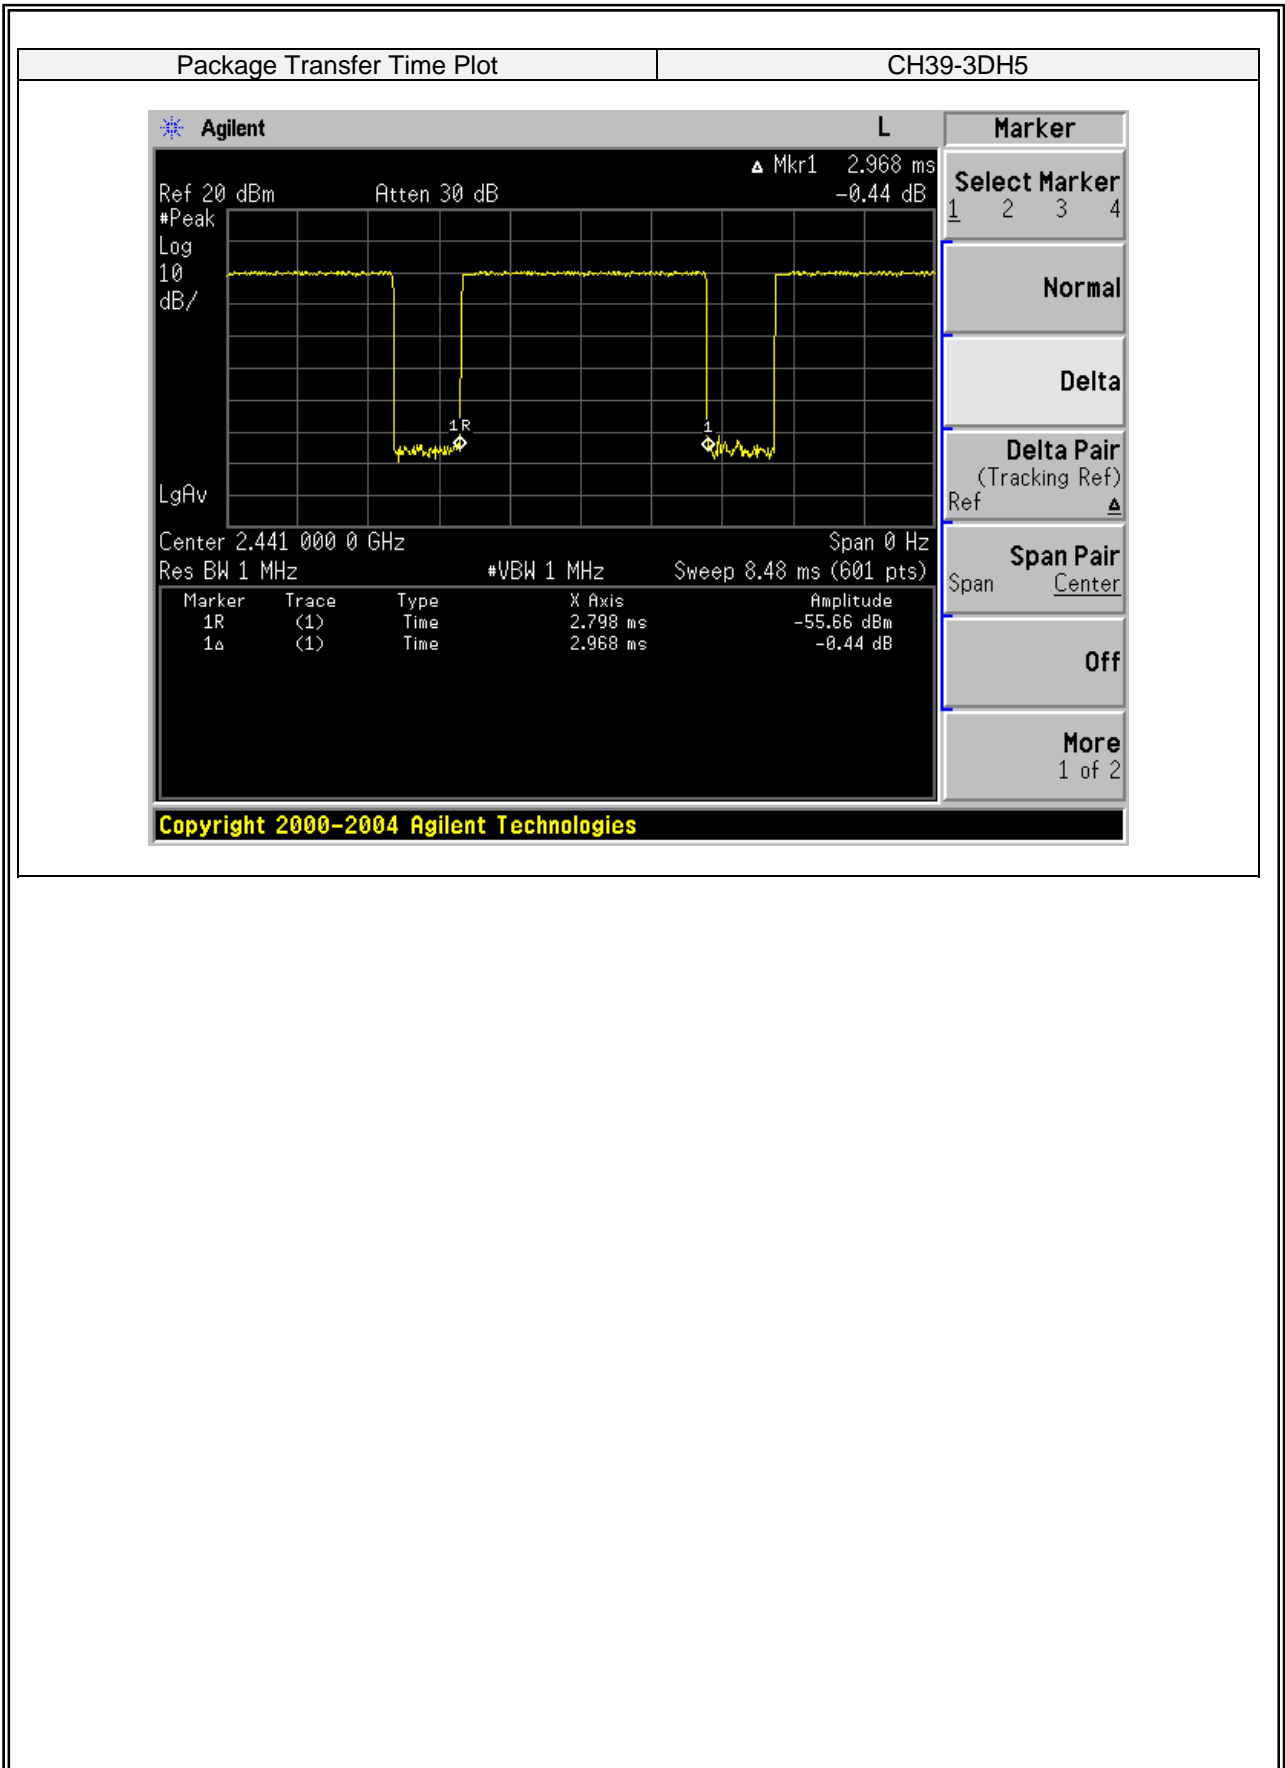 Package Transfer Time Plot CH39-3DH5
Agilent L Marker
Δ Mkr1 2.968 ms
Ref 20 dBm Atten 30 dB -0.44 dB
#Peak
Log
10
dB/
1R
1
LgAv
Center 2.441 000 0 GHz Span 0 Hz
Res BW 1 MHz #VBW 1 MHz Sweep 8.48 ms (601 pts)
Marker Trace Type X Axis Amplitude
1R (1) Time 2.798 ms -55.66 dBm
1Δ (1) Time 2.968 ms -0.44 dB
Select Marker
1 2 3 4
Normal
Delta
Delta Pair
(Tracking Ref)
Ref Δ
Span Pair
Span Center
Off
More
1 of 2
Copyright 2000-2004 Agilent Technologies